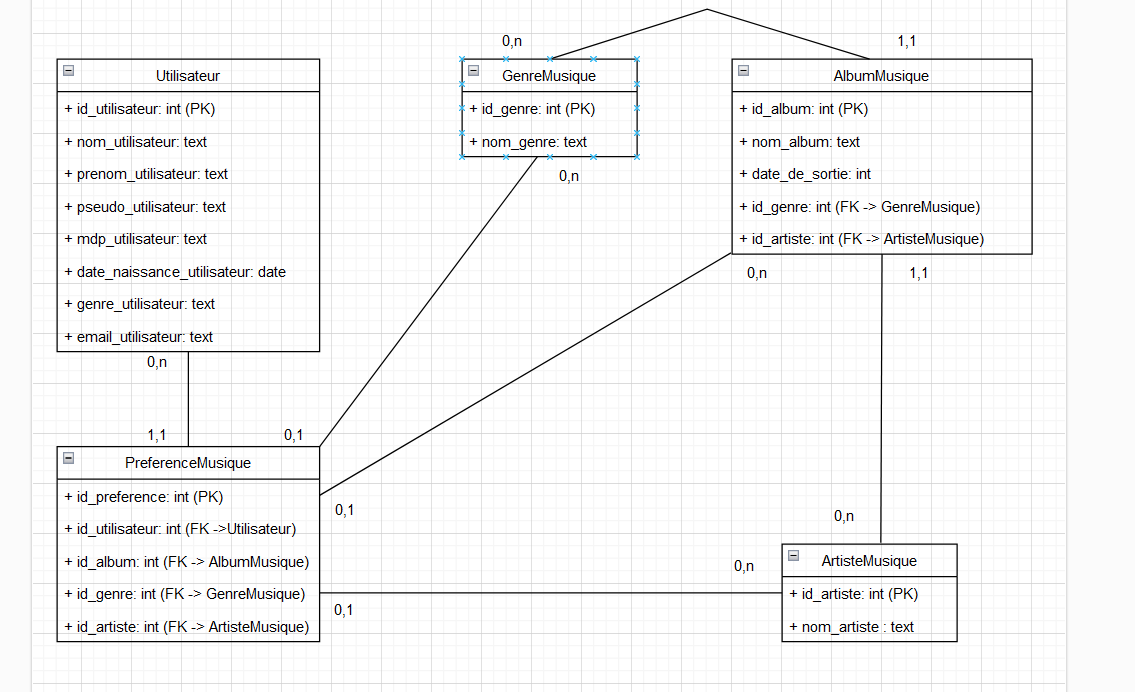 0,n
1,1
Utilisateur
+ id_utilisateur: int (PK)
+ nom_utilisateur: text
+ prenom_utilisateur: text
+ pseudo_utilisateur: text
+ mdp_utilisateur: text
+ date_naissance_utilisateur: date
+ genre_utilisateur: text
+ email_utilisateur: text
0,n
GenreMusique
+ id_genre: int (PK)
+ nom_genre: text
0,n
AlbumMusique
+ id_album: int (PK)
+ nom_album: text
+ date_de_sortie: int
+ id_genre: int (FK -> GenreMusique)
+ id_artiste: int (FK -> ArtisteMusique)
0,n
1,1
1,1
0,1
PreferenceMusique
+ id_preference: int (PK)
+ id_utilisateur: int (FK ->Utilisateur)
+ id_album: int (FK -> AlbumMusique)
+ id_genre: int (FK -> GenreMusique)
+ id_artiste: int (FK -> ArtisteMusique)
0,1
0,1
0,n
0,n
ArtisteMusique
+ id_artiste: int (PK)
+ nom_artiste : text